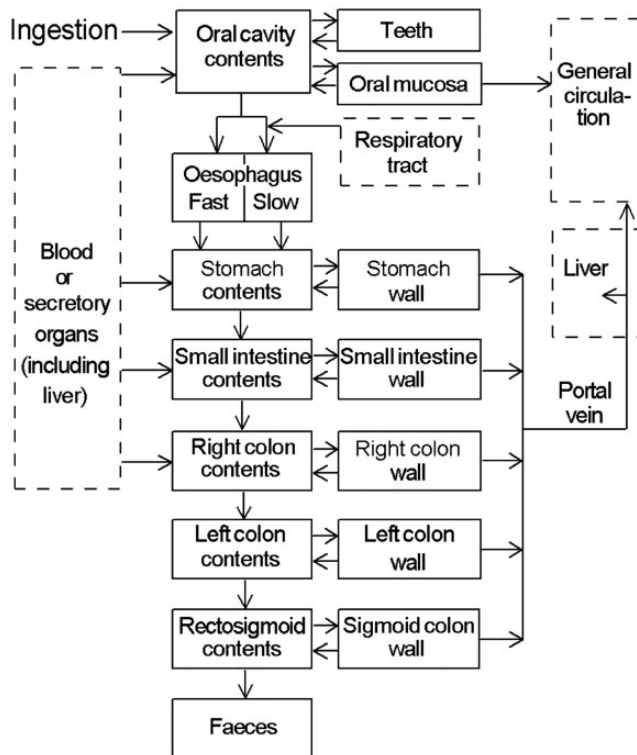 Ingestion
Oral cavity
contents
Teeth
Oral mucosa
General
circula-
tion
Respiratory
tract
Oesophagus
Fast
Slow
Blood
or
secretory
organs
(including
liver)
Stomach
contents
Stomach
wall
Liver
Small intestine
contents
Small intestine
wall
Portal
vein
Right colon
contents
Right colon
wall
Left colon
contents
Left colon
wall
Rectosigmoid
contents
Sigmoid colon
wall
Faeces